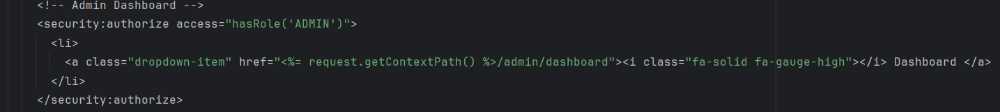 <!-- Admin Dashboard -->
<security:authorize access="hasRole('ADMIN')">
<li>
<a class="dropdown-item" href="<%= request.getContextPath() %>/admin/dashboard"><i class="fa-solid fa-gauge-high"></i> Dashboard </a>
</li>
</security:authorize>